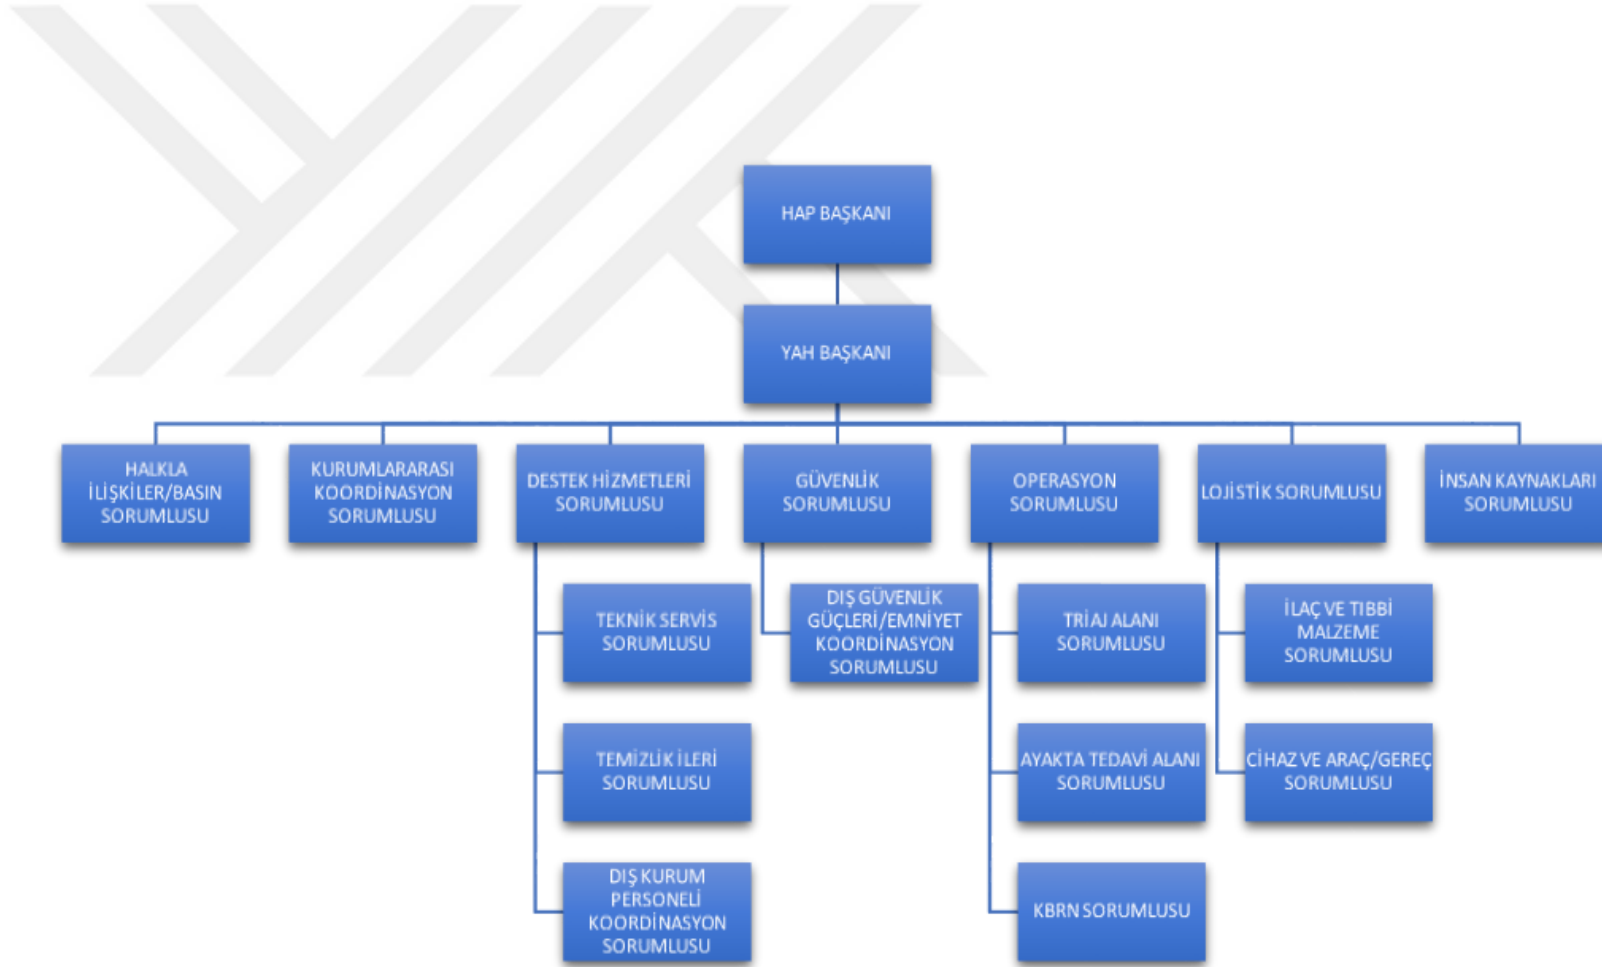 HAP BAŞKANI
YAH BAŞKANI
HALKLA
İLİŞKİLER/BASIN
SORUMLUSU
KURUMLARARASI
KOORDİNASYON
SORUMLUSU
DESTEK HİZMETLERİ
SORUMLUSU
GÜVENLİK
SORUMLUSU
OPERASYON
SORUMLUSU
LOJİSTİK SORUMLUSU
İNSAN KAYNAKLARI
SORUMLUSU
TEKNİK SERVİS
SORUMLUSU
TEMİZLİK İLERİ
SORUMLUSU
DIŞ KURUM
PERSONELİ
KOORDİNASYON
SORUMLUSU
DIŞ GÜVENLİK
GÜÇLERİ/EMNİYET
KOORDİNASYON
SORUMLUSU
TRİAJ ALANI
SORUMLUSU
AYAKTA TEDAVİ ALANI
SORUMLUSU
KBRN SORUMLUSU
İLAÇ VE TIBBİ
MALZEME
SORUMLUSU
CİHAZ VE ARAÇ/GEREÇ
SORUMLUSU